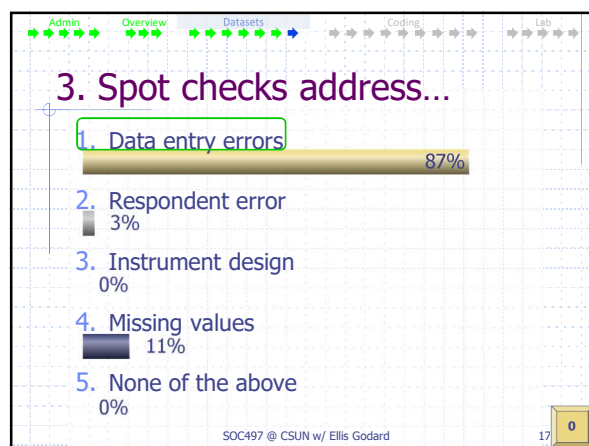 Admin Overview Datasets Coding Lab
3. Spot checks address…
1. Data entry errors
87%
2. Respondent error
3%
3. Instrument design
0%
4. Missing values
11%
5. None of the above
0%
SOC497 @ CSUN w/ Ellis Godard 17 0